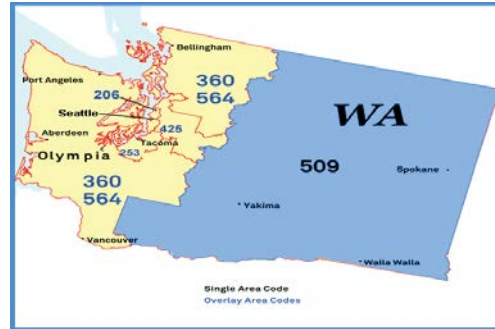 Bellingham
Port Angeles
360
564
206
Seattle
WA
Aberdeen
425
Tacoma
Olympia
253
509
Spokane
360
564
Yakima
Vancouver
Walla Walla
Single Area Code
Overlay Area Codes